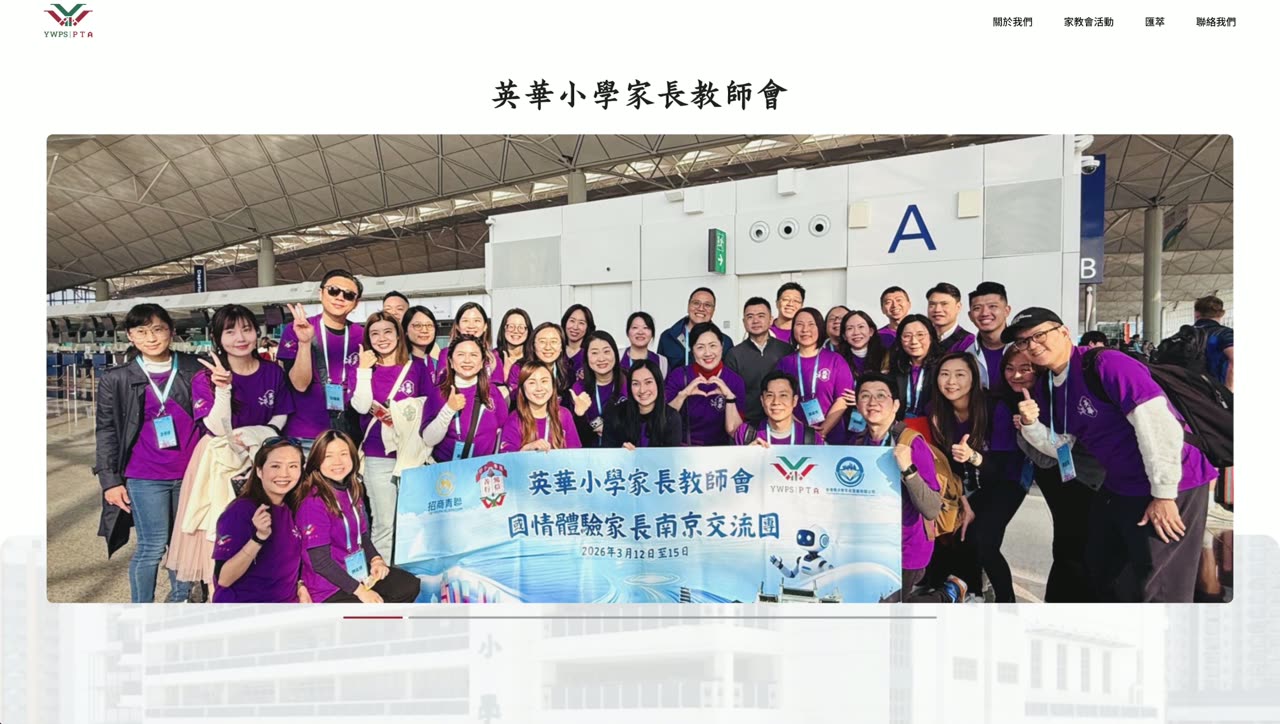 YWPS|PTA
關於我們
家教會活動
匯萃
聯絡我們
英華小學家長教師會
A
B
招商青聯
英華小學家長教師會
YWPS|PTA
國情體驗家長南京交流團
2026年3月12日至15日
小
學